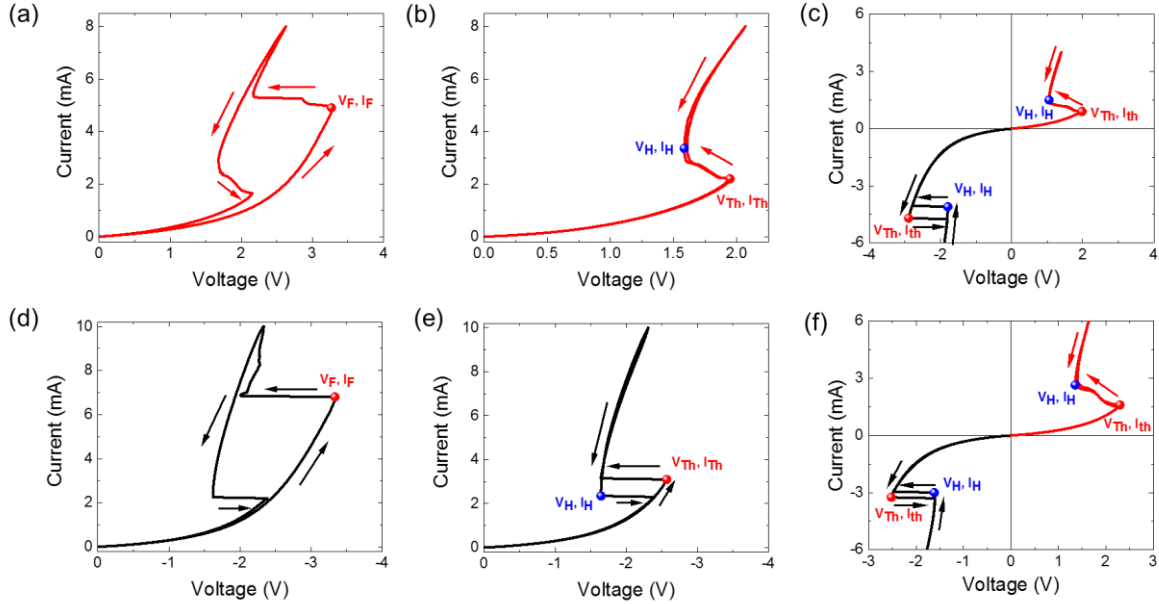 (a)
8
6
4
2
0
Current (mA)
V_F, I_F
0 1 2 3 4
Voltage (V)
(b)
8
6
4
2
0
Current (mA)
V_H, I_H
V_Th, I_Th
0.0 0.5 1.0 1.5 2.0
Voltage (V)
(c)
6
3
0
-3
-6
Current (mA)
V_H, I_H
V_Th, I_th
V_H, I_H
V_Th, I_th
-4 -2 0 2 4
Voltage (V)
(d)
10
8
6
4
2
0
Current (mA)
V_F, I_F
0 -1 -2 -3 -4
Voltage (V)
(e)
10
8
6
4
2
0
Current (mA)
V_Th, I_Th
V_H, I_H
0 -1 -2 -3 -4
Voltage (V)
(f)
6
3
0
-3
-6
Current (mA)
V_H, I_H
V_Th, I_th
V_H, I_H
V_Th, I_th
-3 -2 -1 0 1 2 3
Voltage (V)